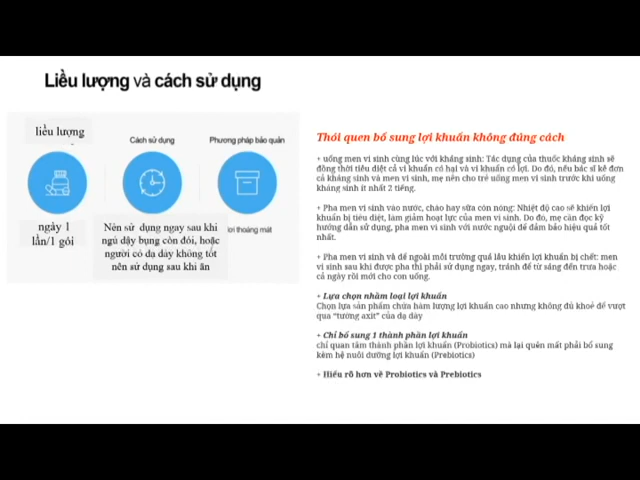 Liều lượng và cách sử dụng
liều lượng
Cách sử dụng
Phương pháp bảo quản
ngày 1
lần/1 gói
Nên sử dụng ngay sau khi
ngủ dậy bụng còn đói, hoặc
người có dạ dày không tốt
nên sử dụng sau khi ăn
thoáng mát
Thói quen bổ sung lợi khuẩn không đúng cách
+ uống men vi sinh cùng lúc với kháng sinh: Tác dụng của thuốc kháng sinh sẽ
đồng thời tiêu diệt cả vi khuẩn có hại và vi khuẩn có lợi. Do đó, nếu bác sĩ kê đơn
cả kháng sinh và men vi sinh, mẹ nên cho trẻ uống men vi sinh trước khi uống
kháng sinh ít nhất 2 tiếng.
+ Pha men vi sinh vào nước, cháo hay sữa còn nóng: Nhiệt độ cao sẽ khiến lợi
khuẩn bị tiêu diệt, làm giảm hoạt lực của men vi sinh. Do đó, mẹ cần đọc kỹ
hướng dẫn sử dụng, pha men vi sinh với nước nguội để đảm bảo hiệu quả tốt
nhất.
+ Pha men vi sinh và để ngoài môi trường quá lâu khiến lợi khuẩn bị chết: men
vi sinh sau khi được pha thì phải sử dụng ngay, tránh để từ sáng đến trưa hoặc
cả ngày rồi mới cho con uống.
+ Lựa chọn nhầm loại lợi khuẩn
Chọn lựa sản phẩm chứa hàm lượng lợi khuẩn cao nhưng không đủ khoẻ để vượt
qua “tường axit” của dạ dày
+ Chỉ bổ sung 1 thành phần lợi khuẩn
chỉ quan tâm thành phần lợi khuẩn (Probiotics) mà lại quên mất phải bổ sung
kèm hệ nuôi dưỡng lợi khuẩn (Prebiotics)
+ Hiểu rõ hơn về Probiotics và Prebiotics